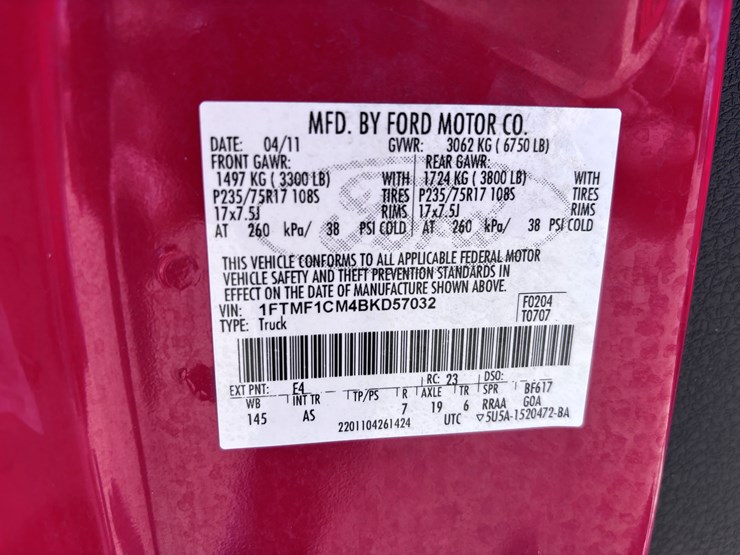 MFD. BY FORD MOTOR CO.
DATE: 04/11 GVWR: 3062 KG ( 6750 LB)
FRONT GAWR: REAR GAWR:
1497 KG ( 3300 LB) WITH 1724 KG ( 3800 LB) WITH
P235/75R17 108S TIRES P235/75R17 108S TIRES
17x7.5J RIMS 17x7.5J RIMS
AT 260 kPa/ 38 PSI COLD AT 260 kPa/ 38 PSI COLD
Ford
THIS VEHICLE CONFORMS TO ALL APPLICABLE FEDERAL MOTOR
VEHICLE SAFETY AND THEFT PREVENTION STANDARDS IN
EFFECT ON THE DATE OF MANUFACTURE SHOWN ABOVE.
VIN: 1FTMF1CM4BKD57032 F0204
TYPE: Truck T0707
EXT PNT: E4 RC: 23 DSO:
WB INT TR TP/PS R AXLE TR SPR BF617
145 AS 7 19 6 RRAA G0A
2201104261424 UTC ▽5U5A-1520472-BA